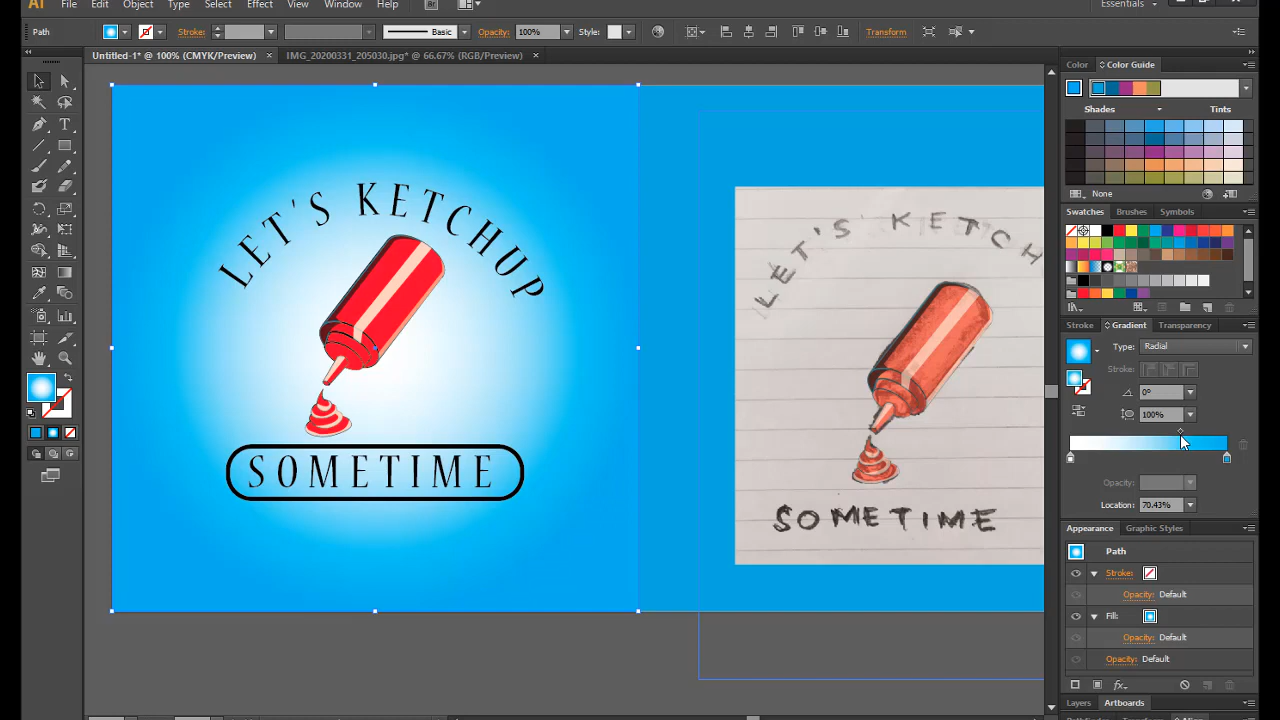 Ai File Edit Object Type Select Effect View Window Help Br Essentials
Path Stroke: Basic Opacity: 100% Style: Transform
Untitled-1* @ 100% (CMYK/Preview) × IMG_20200331_205030.jpg* @ 66.67% (RGB/Preview) ×
Color Color Guide
Shades Tints
None
Swatches Brushes Symbols
Stroke Gradient Transparency
Type: Radial
Stroke:
0°
100%
Opacity:
Location: 70.43%
Appearance Graphic Styles
Path
Stroke:
Opacity: Default
Fill:
Opacity: Default
Opacity: Default
fx
Layers Artboards
LET'S KETCHUP
SOMETIME
LET'S KETCH
SOMETIME